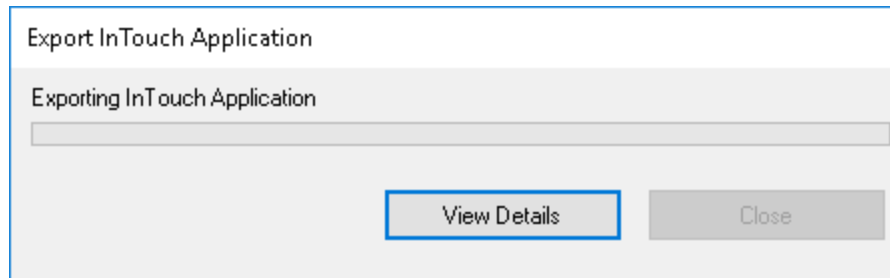 Export InTouch Application
Exporting InTouch Application
View Details
Close